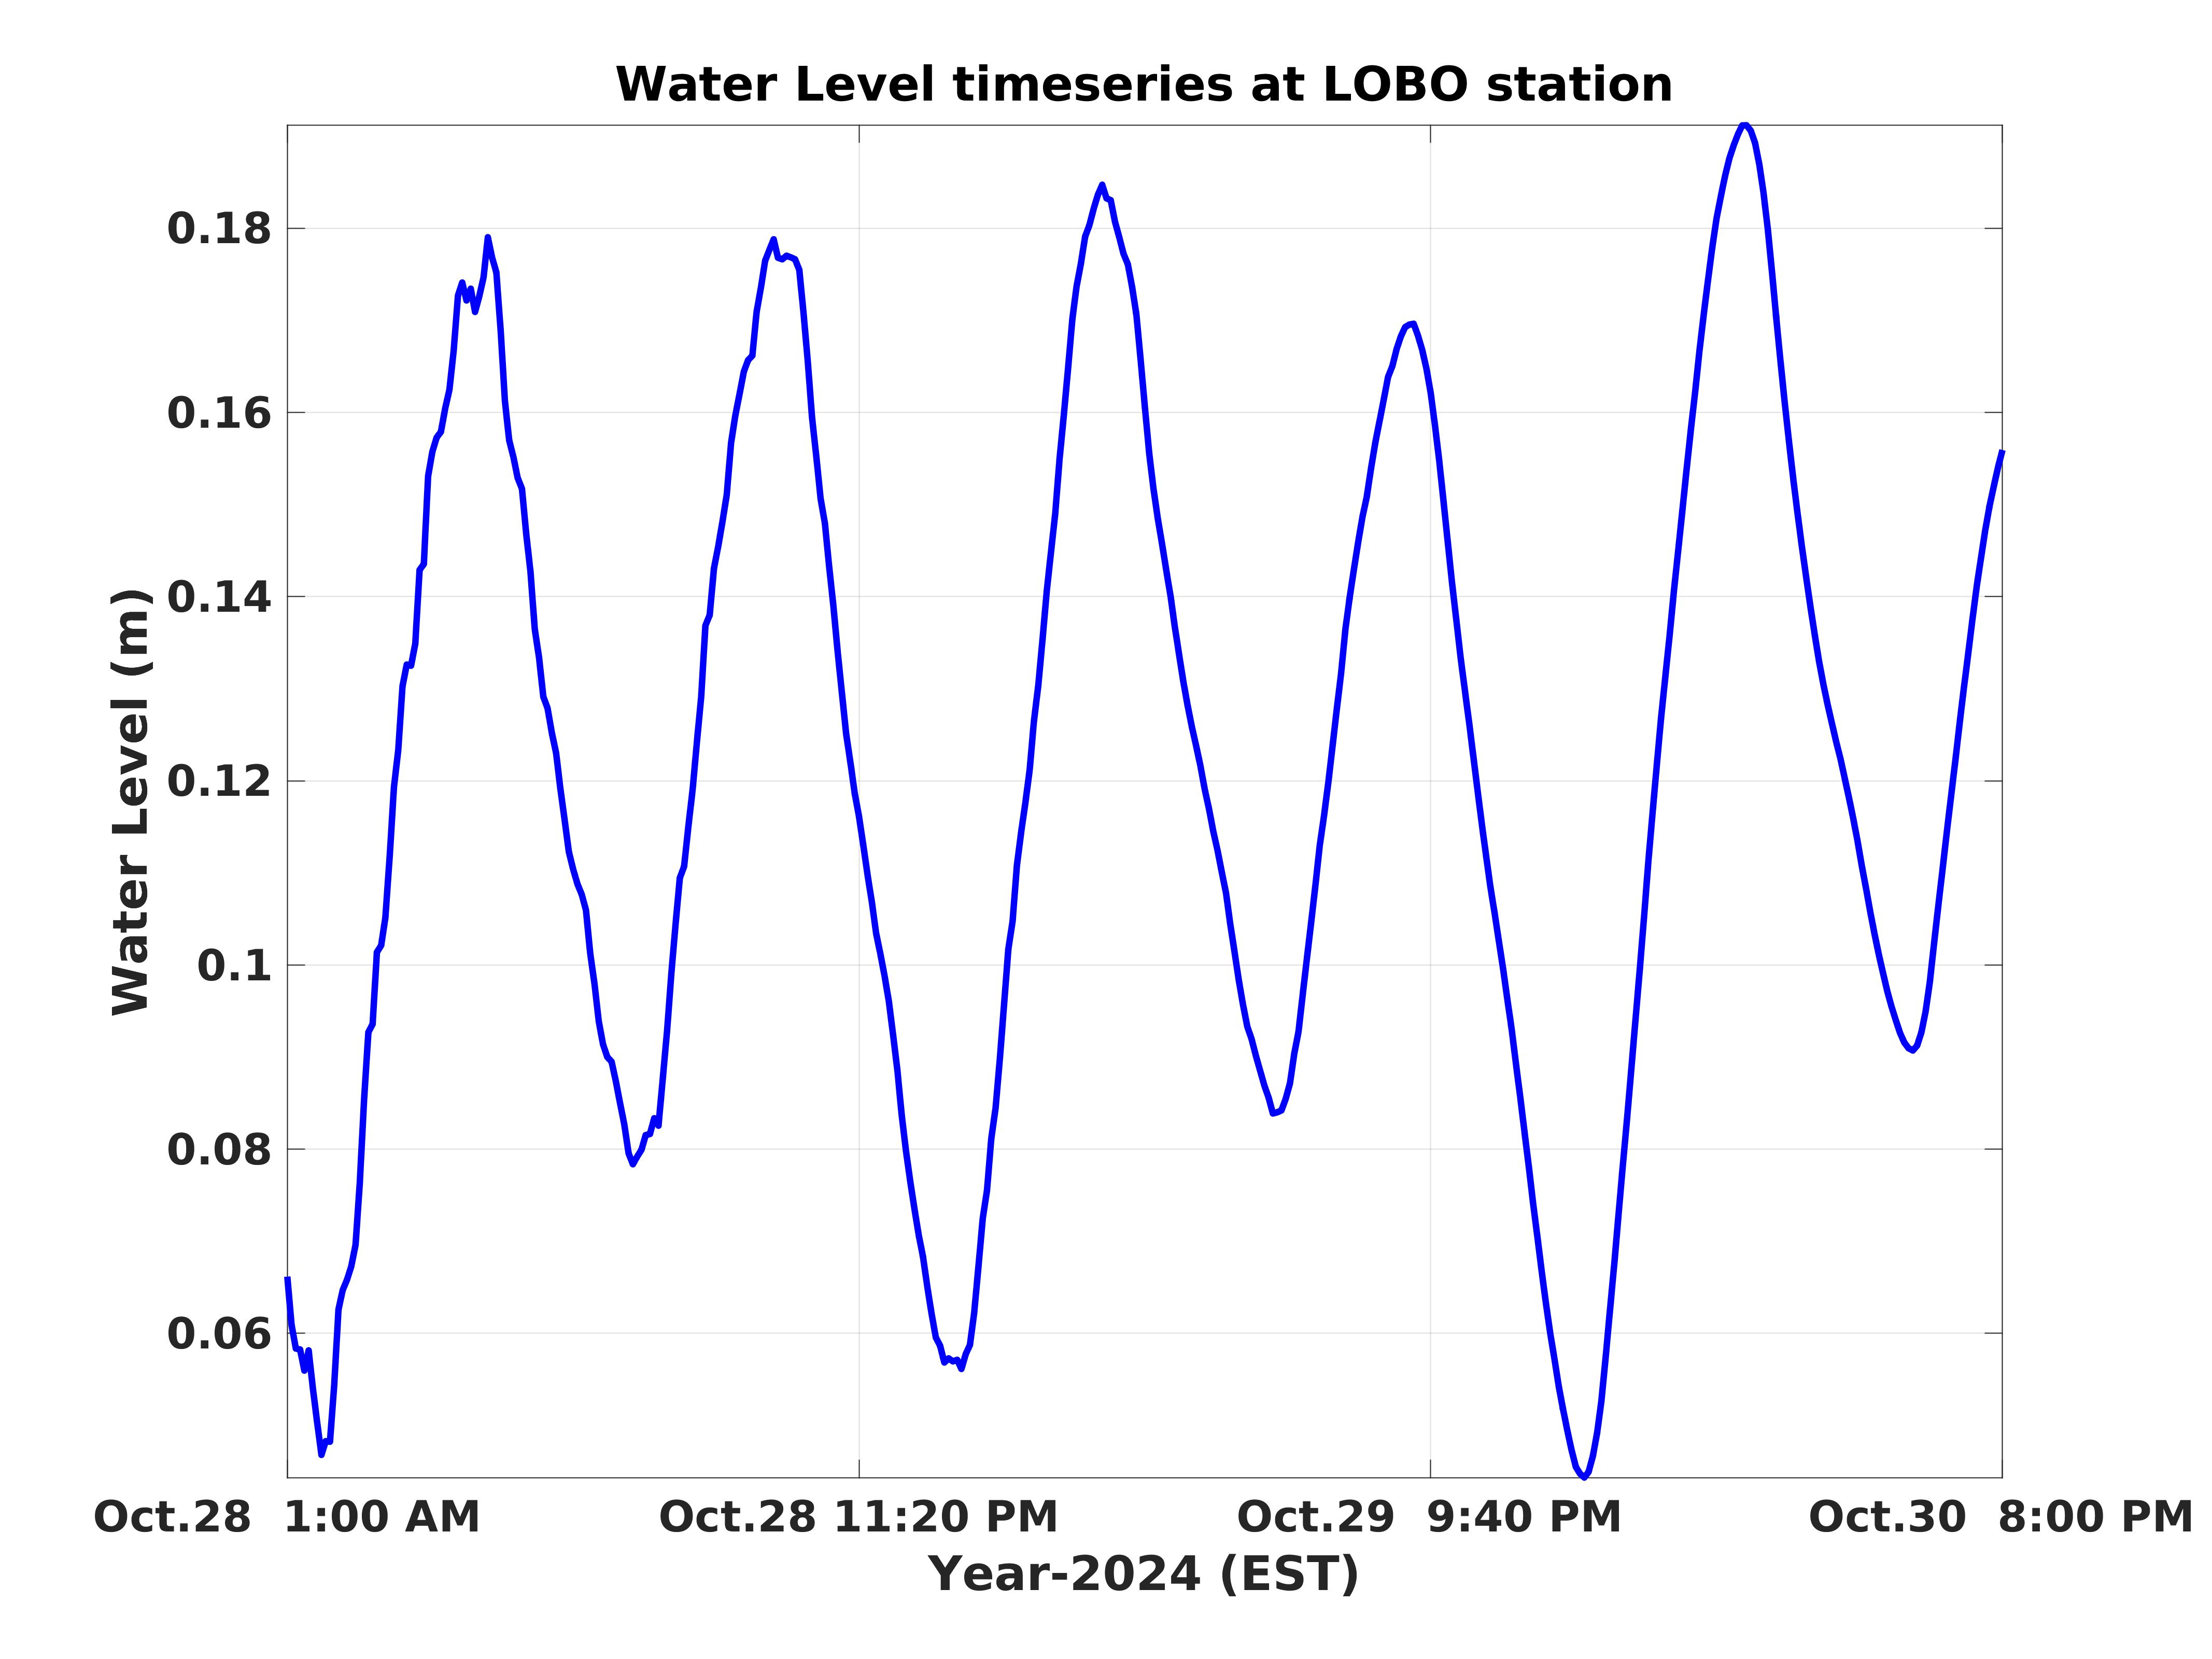 Water Level timeseries at LOBO station
Water Level (m)
0.18
0.16
0.14
0.12
0.1
0.08
0.06
Oct.28  1:00 AM
Oct.28 11:20 PM
Oct.29  9:40 PM
Oct.30  8:00 PM
Year-2024 (EST)